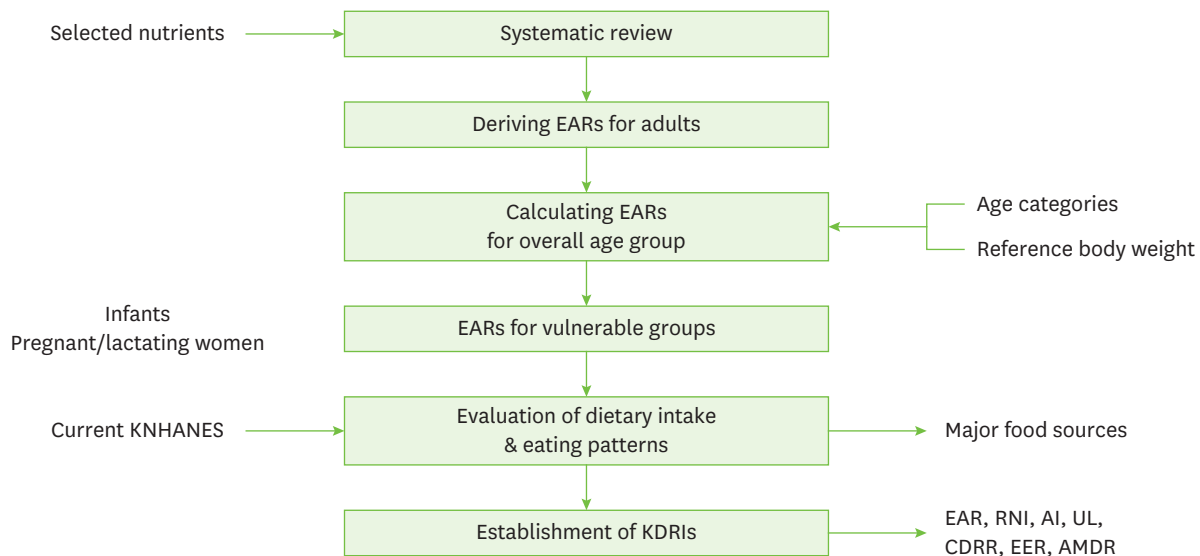 Selected nutrients
Systematic review
Deriving EARs for adults
Calculating EARs
for overall age group
Age categories
Reference body weight
Infants
Pregnant/lactating women
EARs for vulnerable groups
Current KNHANES
Evaluation of dietary intake
& eating patterns
Major food sources
Establishment of KDRIs
EAR, RNI, AI, UL,
CDRR, EER, AMDR